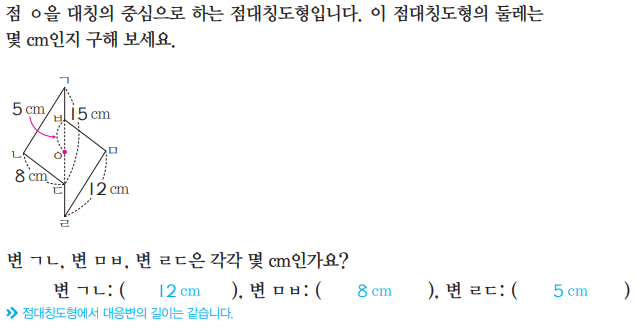 점 ㅇ을 대칭의 중심으로 하는 점대칭도형입니다. 이 점대칭도형의 둘레는
몇 cm인지 구해 보세요.
ㄱ
5 cm
ㅂ
15 cm
ㄴ
ㅇ
ㅁ
8 cm
ㄷ
12 cm
ㄹ
변 ㄱㄴ, 변 ㅁㅂ, 변 ㄹㄷ은 각각 몇 cm인가요?
변 ㄱㄴ: ( 12 cm ), 변 ㅁㅂ: ( 8 cm ), 변 ㄹㄷ: ( 5 cm )
점대칭도형에서 대응변의 길이는 같습니다.